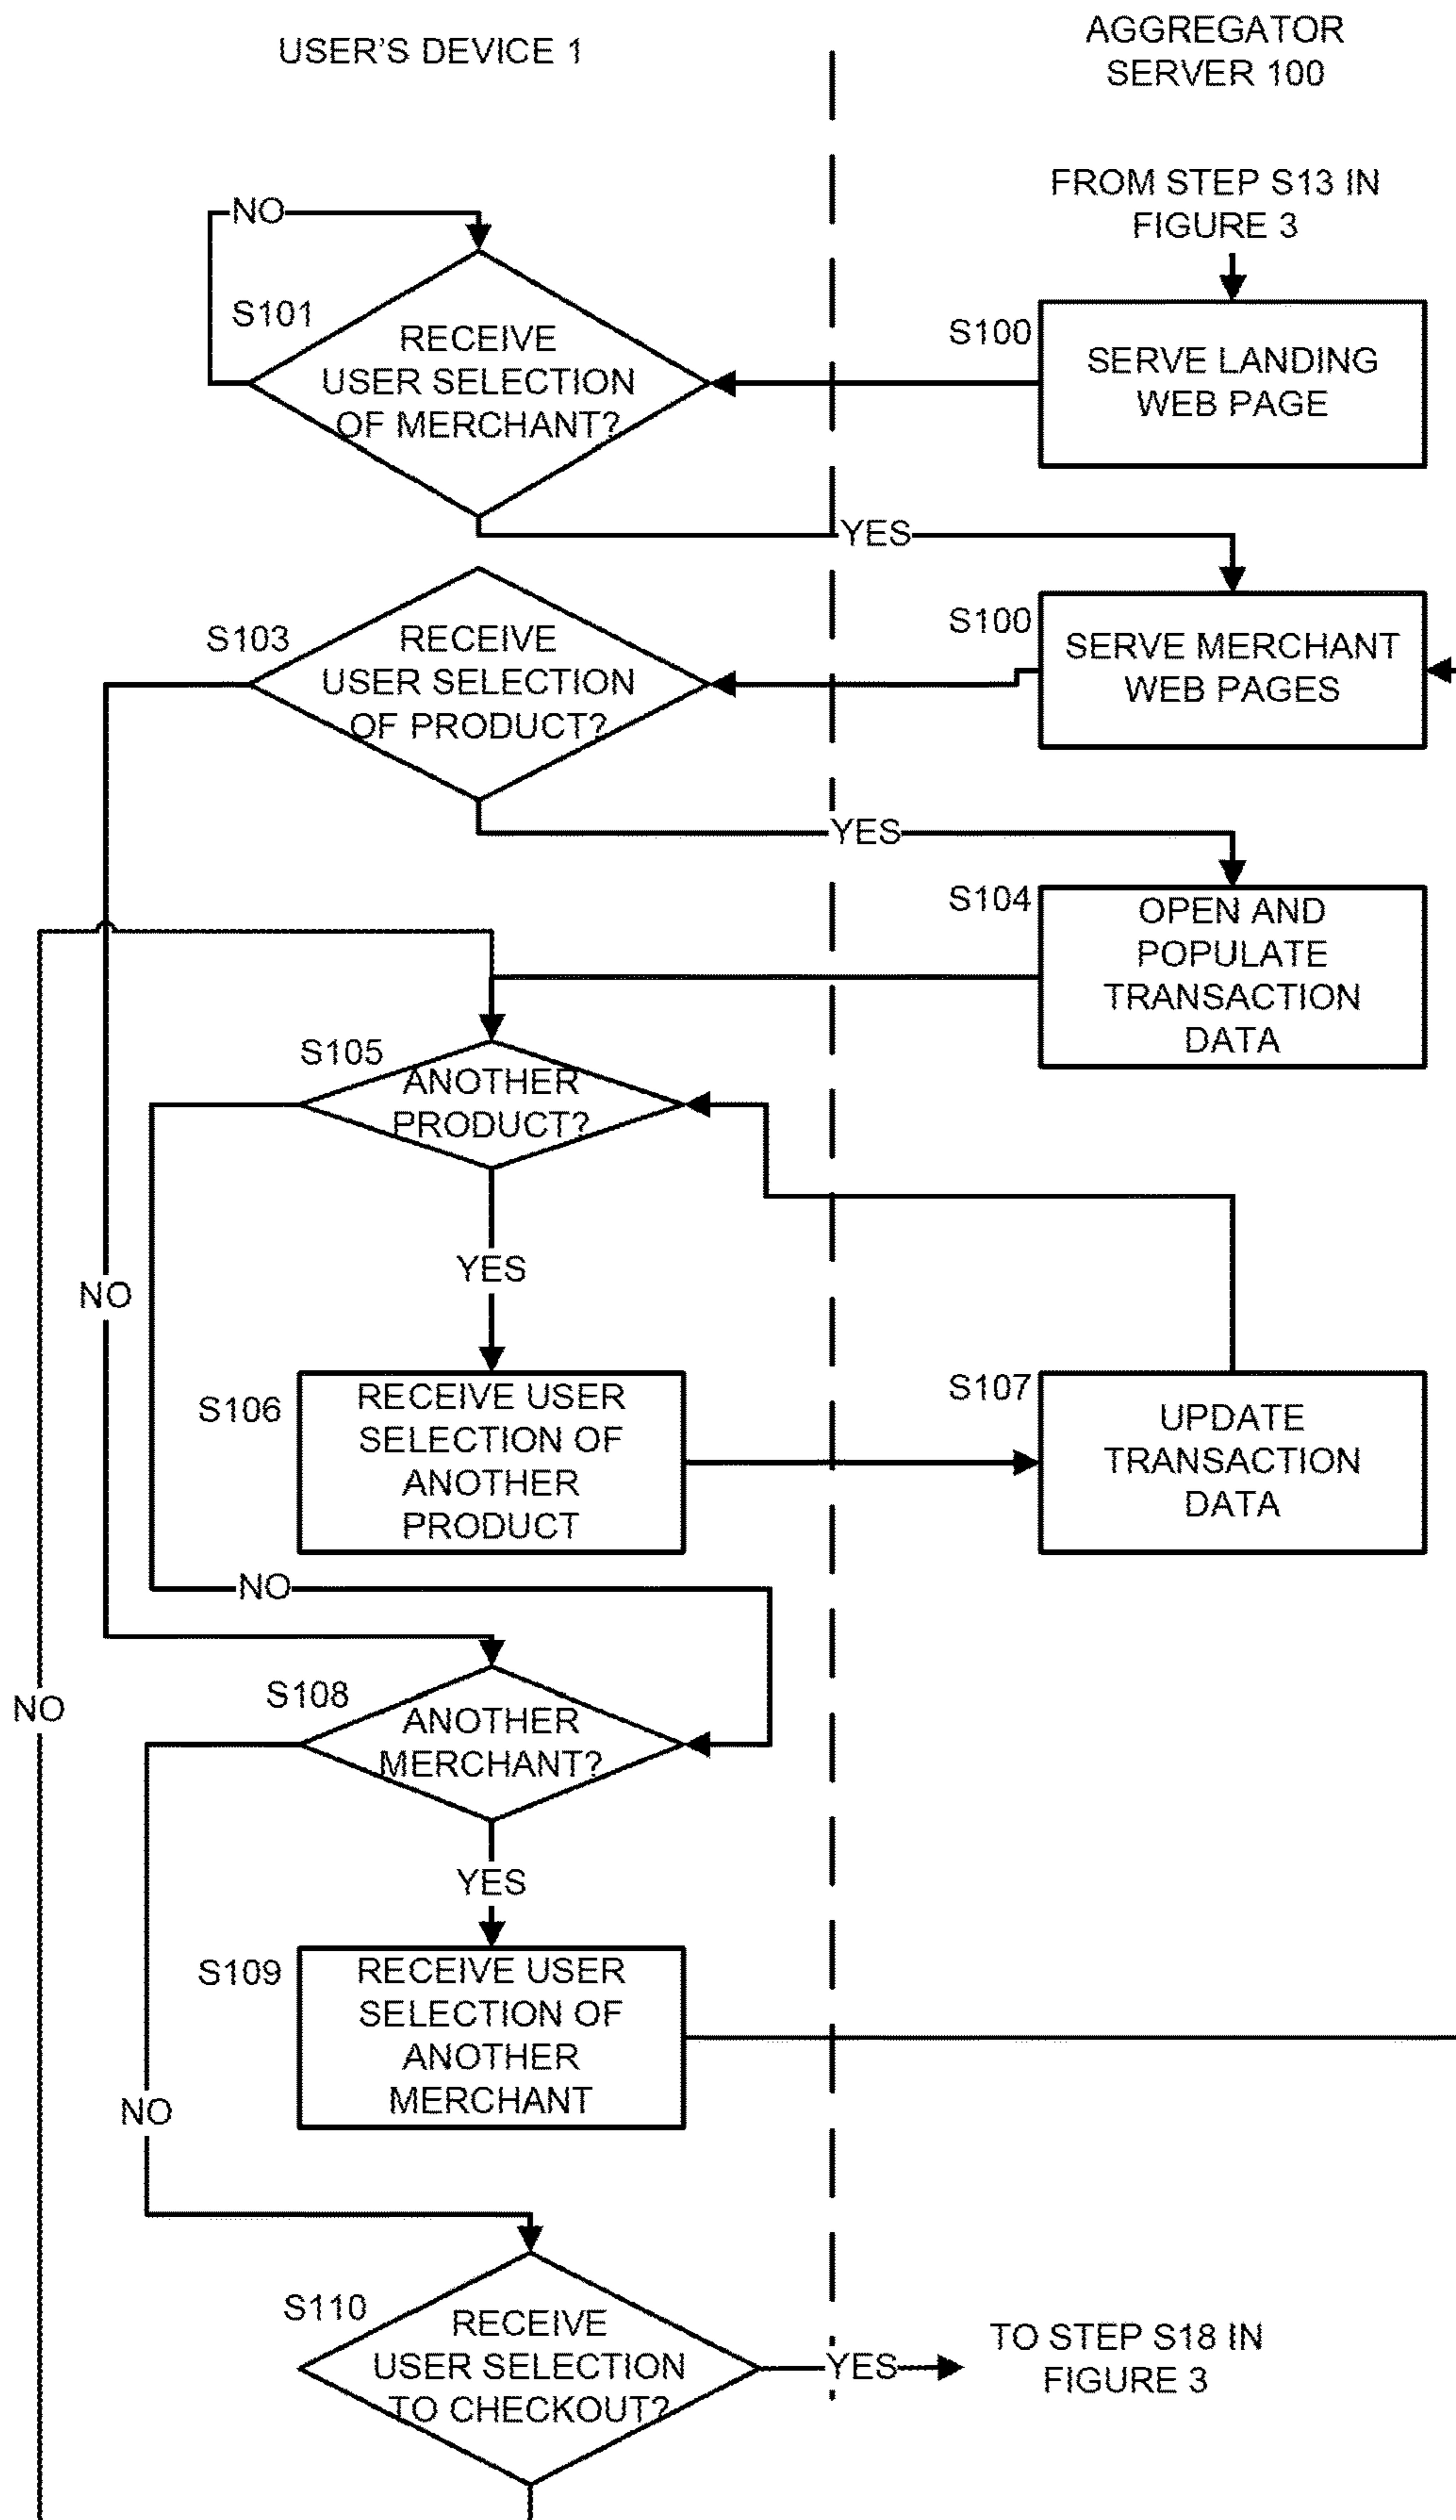 USER'S DEVICE 1
AGGREGATOR
SERVER 100
FROM STEP S13 IN
FIGURE 3
NO
S101
RECEIVE
USER SELECTION
OF MERCHANT?
S100
SERVE LANDING
WEB PAGE
YES
S103
RECEIVE
USER SELECTION
OF PRODUCT?
S100
SERVE MERCHANT
WEB PAGES
YES
S104
OPEN AND
POPULATE
TRANSACTION
DATA
S105
ANOTHER
PRODUCT?
YES
NO
S106
RECEIVE USER
SELECTION OF
ANOTHER
PRODUCT
S107
UPDATE
TRANSACTION
DATA
NO
NO
S108
ANOTHER
MERCHANT?
YES
S109
RECEIVE USER
SELECTION OF
ANOTHER
MERCHANT
NO
S110
RECEIVE
USER SELECTION
TO CHECKOUT?
YES
TO STEP S18 IN
FIGURE 3